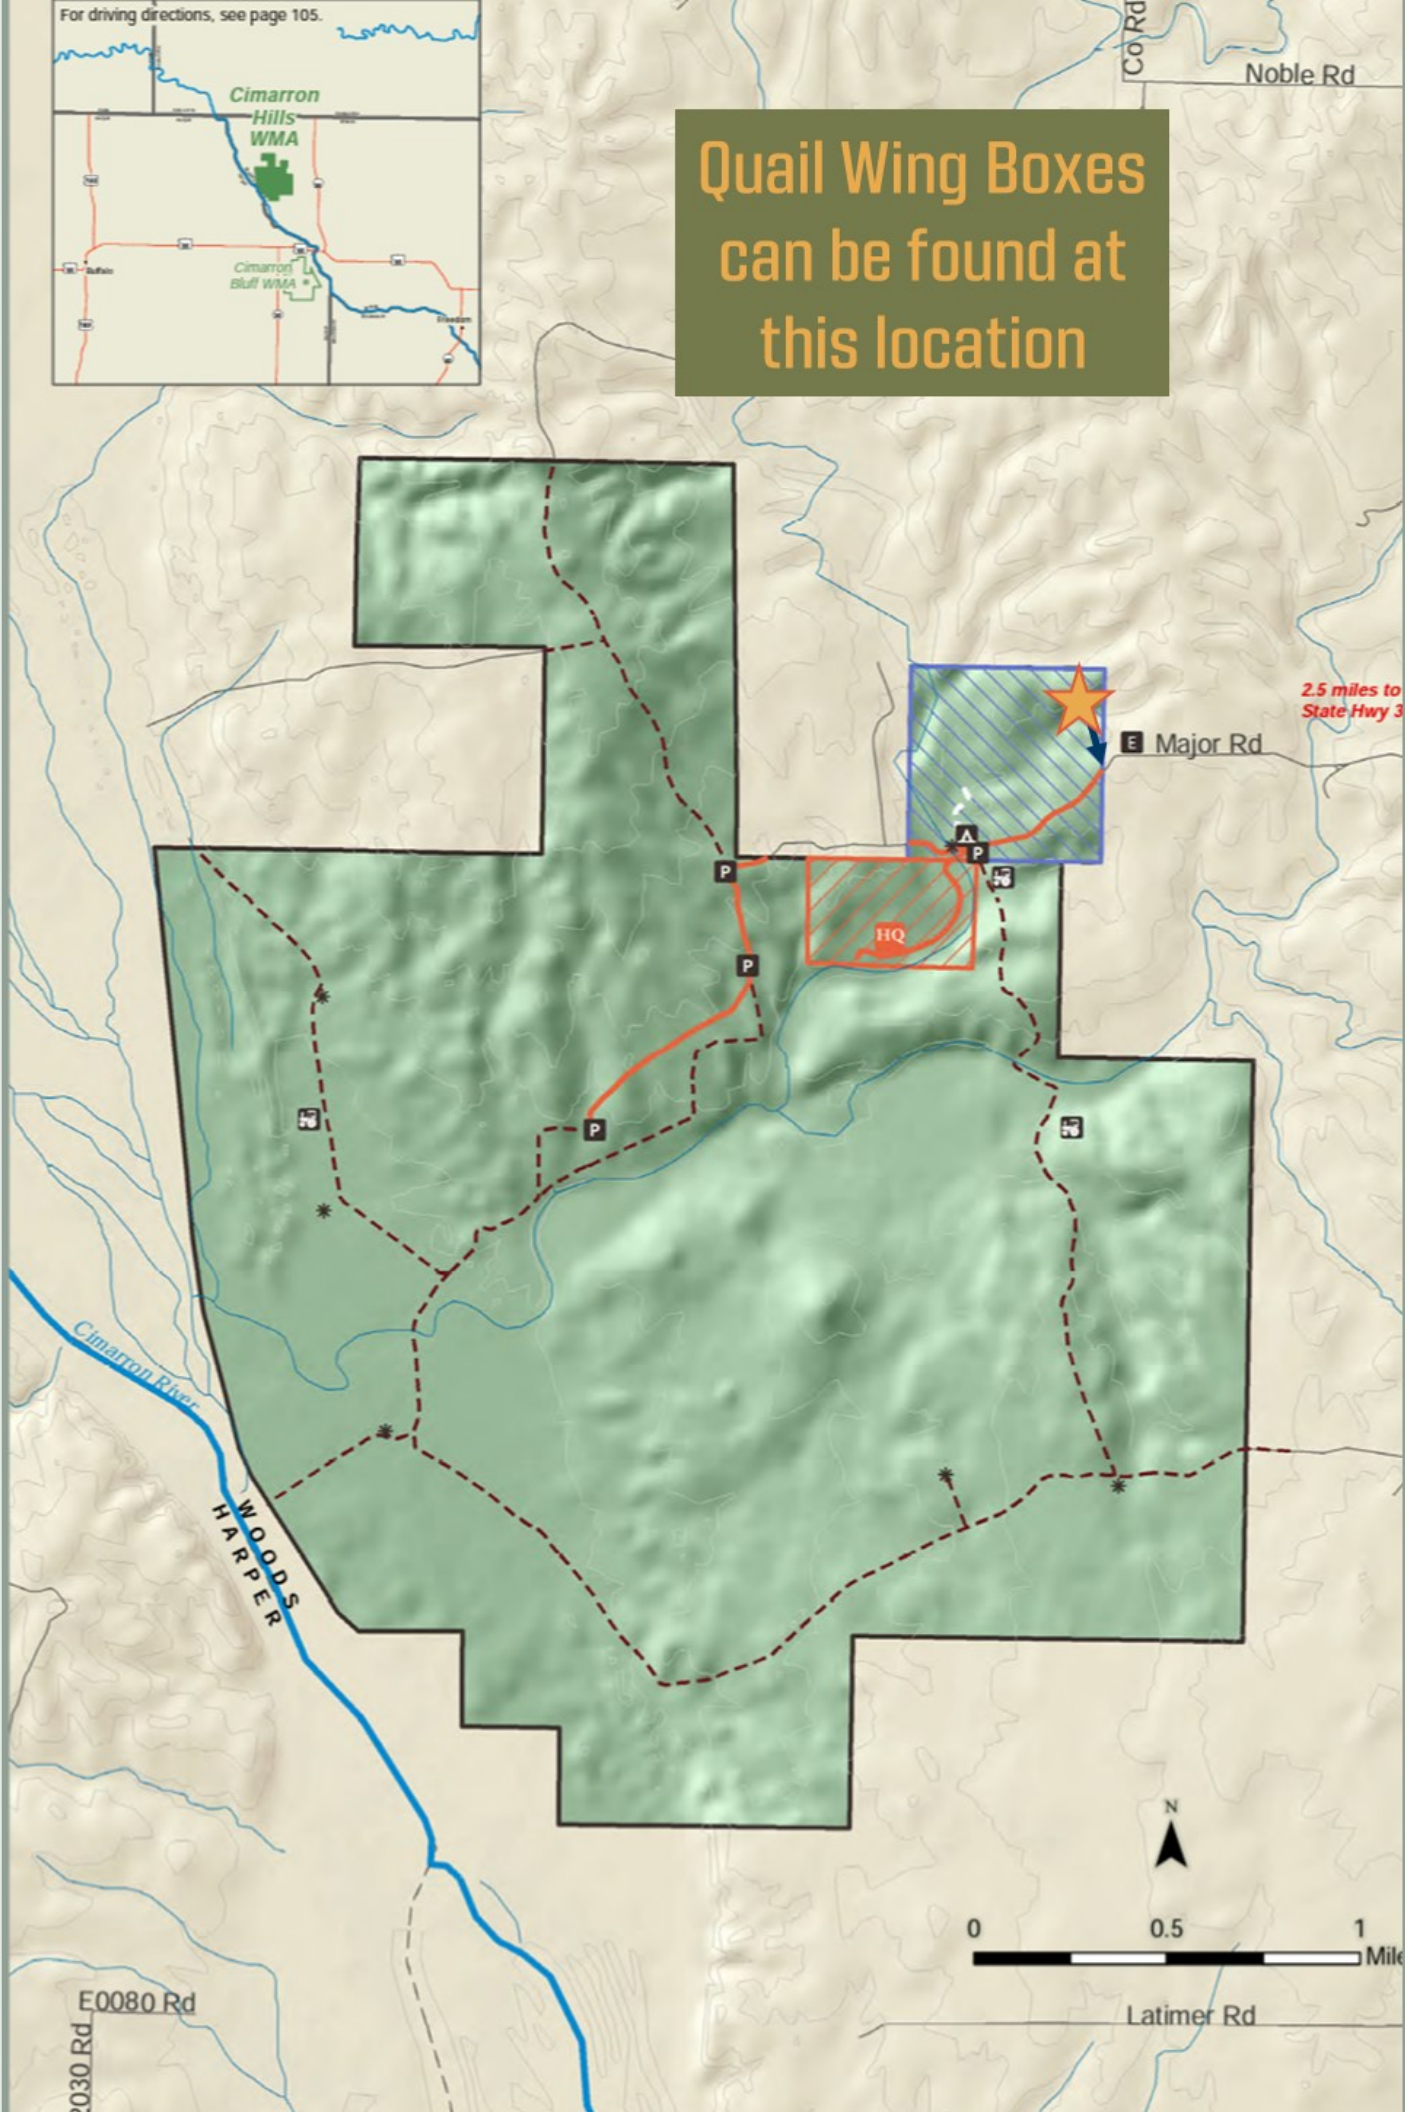 For driving directions, see page 105.
Cimarron
Hills
WMA
Buffalo
Cimarron
Bluff WMA
Freedom
Co Rd
Noble Rd
Quail Wing Boxes
can be found at
this location
2.5 miles to
State Hwy 3
E Major Rd
P
P
HQ
P
P
Cimarron River
WOODS
HARPER
N
0 0.5 1
Mile
E0080 Rd
2030 Rd
Latimer Rd